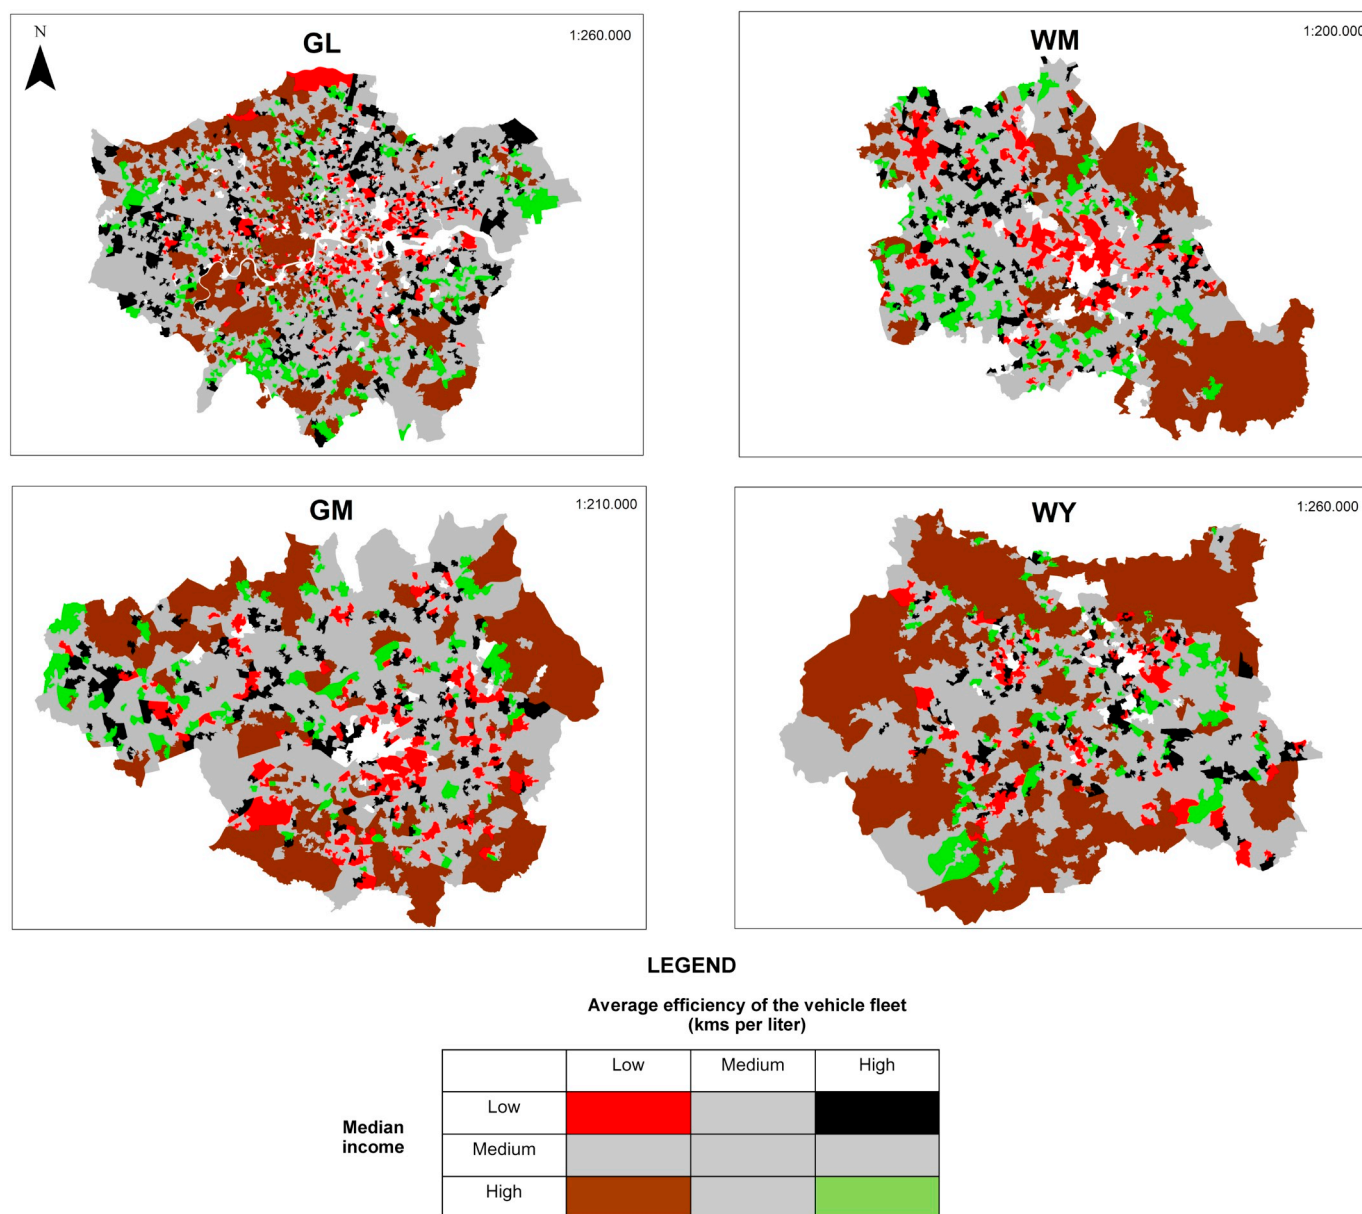 N
GL
1:260.000
WM
1:200.000
GM
1:210.000
WY
1:260.000
LEGEND
Average efficiency of the vehicle fleet
(kms per liter)
Low Medium High
Low
Median
income
Medium
High